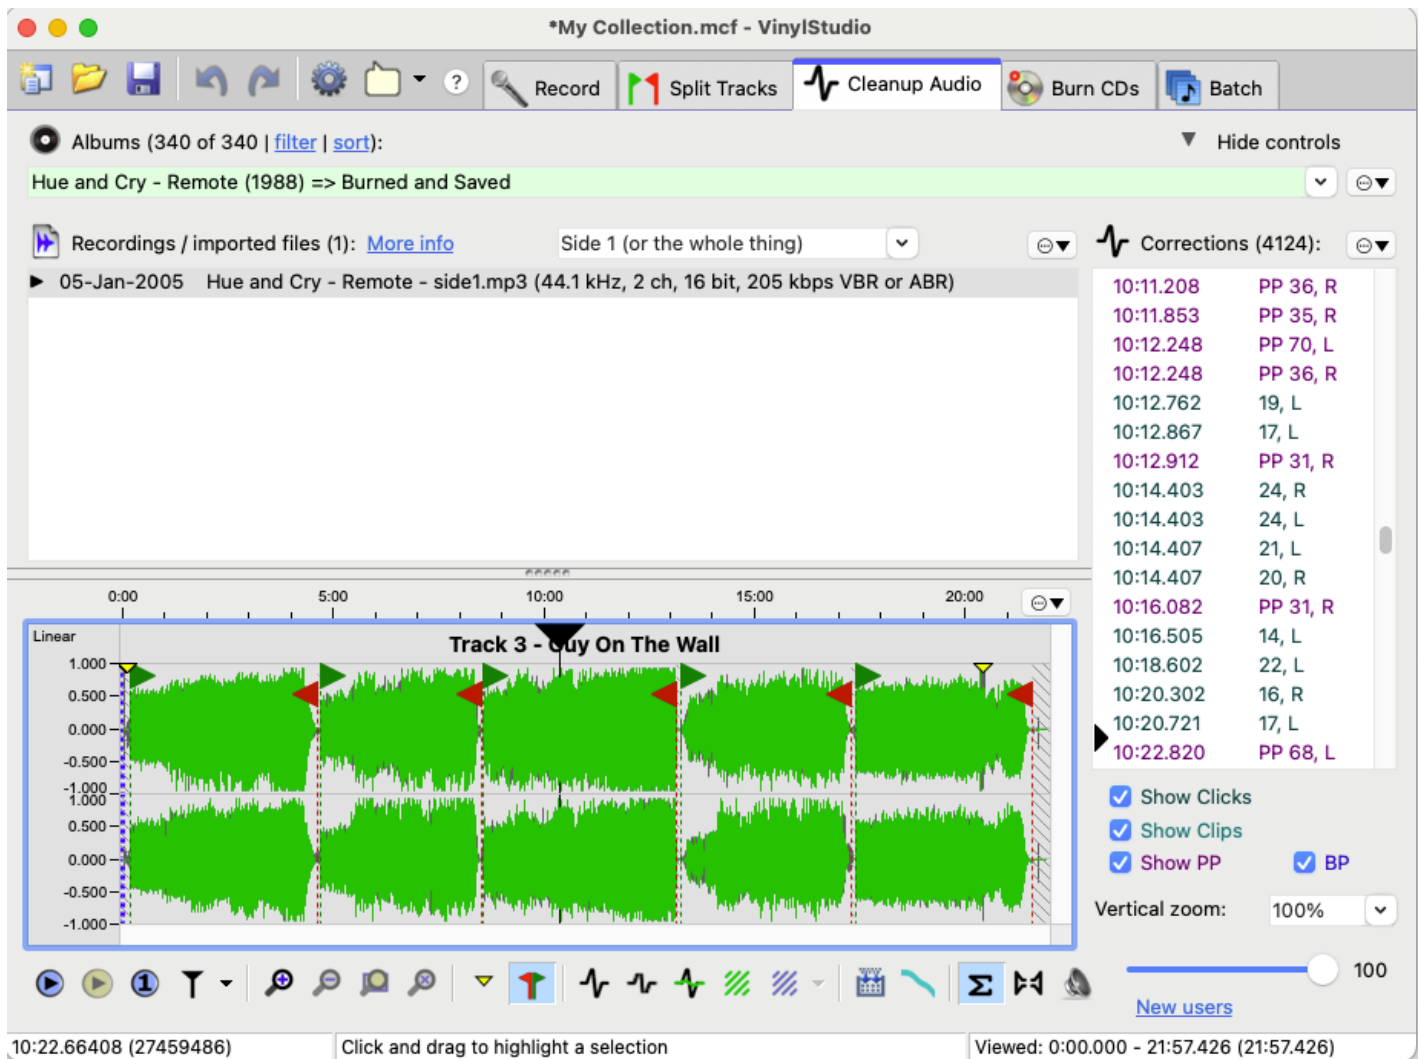 *My Collection.mcf - VinylStudio
Record
Split Tracks
Cleanup Audio
Burn CDs
Batch
Albums (340 of 340 | filter | sort):
Hide controls
Hue and Cry - Remote (1988) => Burned and Saved
Recordings / imported files (1): More info
Side 1 (or the whole thing)
Corrections (4124):
05-Jan-2005 Hue and Cry - Remote - side1.mp3 (44.1 kHz, 2 ch, 16 bit, 205 kbps VBR or ABR)
10:11.208 PP 36, R
10:11.853 PP 35, R
10:12.248 PP 70, L
10:12.248 PP 36, R
10:12.762 19, L
10:12.867 17, L
10:12.912 PP 31, R
10:14.403 24, R
10:14.403 24, L
10:14.407 21, L
10:14.407 20, R
10:16.082 PP 31, R
10:16.505 14, L
10:18.602 22, L
10:20.302 16, R
10:20.721 17, L
10:22.820 PP 68, L
0:00 5:00 10:00 15:00 20:00
Linear
Track 3 - Guy On The Wall
1.000
0.500
0.000
-0.500
-1.000
1.000
0.500
0.000
-0.500
-1.000
Show Clicks
Show Clips
Show PP
BP
Vertical zoom: 100%
100
New users
10:22.66408 (27459486)
Click and drag to highlight a selection
Viewed: 0:00.000 - 21:57.426 (21:57.426)